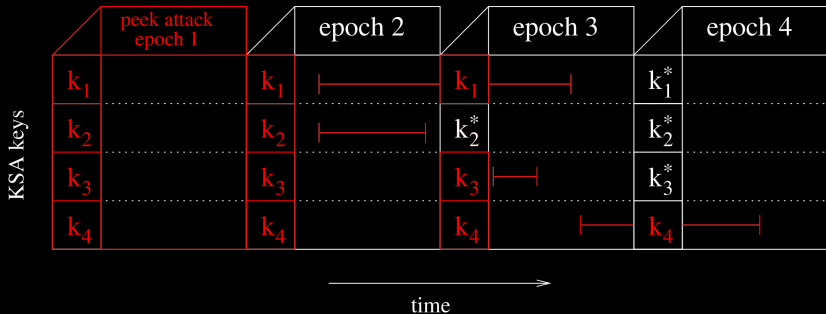 peek attack
epoch 1
epoch 2
epoch 3
epoch 4
KSA keys
k₁ k₁ k₁ k₁*
k₂ k₂ k₂* k₂*
k₃ k₃ k₃ k₃*
k₄ k₄ k₄ k₄
time